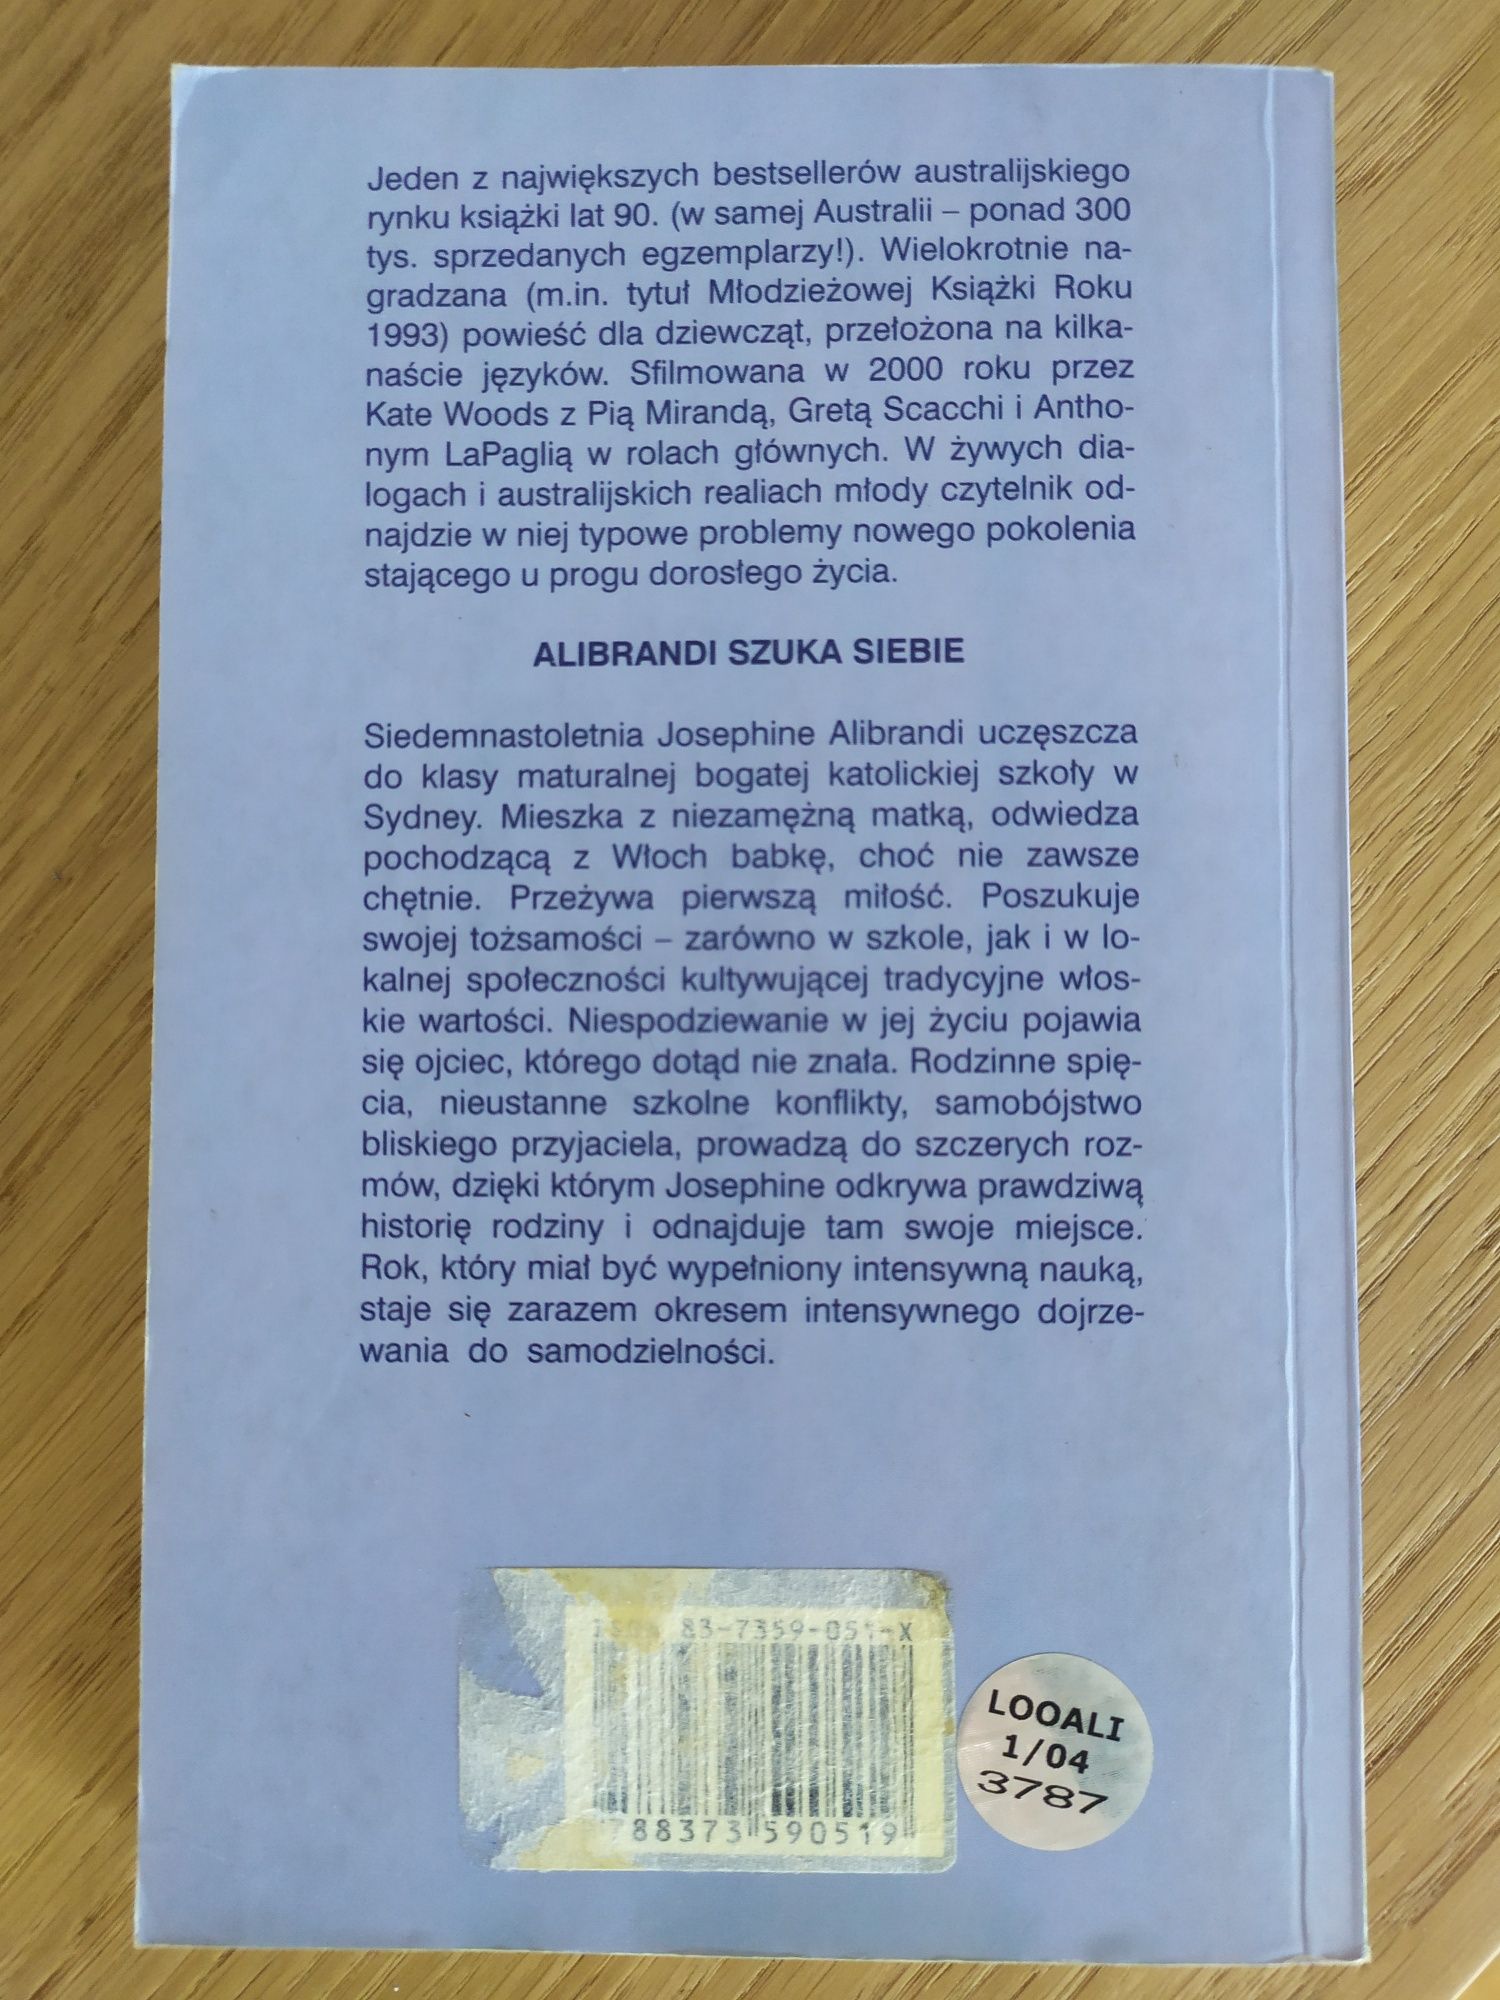 Jeden z największych bestsellerów australijskiego
rynku książki lat 90. (w samej Australii – ponad 300
tys. sprzedanych egzemplarzy!). Wielokrotnie na-
gradzana (m.in. tytuł Młodzieżowej Książki Roku
1993) powieść dla dziewcząt, przełożona na kilka-
naście języków. Sfilmowana w 2000 roku przez
Kate Woods z Pią Mirandą, Gretą Scacchi i Antho-
nym LaPaglią w rolach głównych. W żywych dia-
logach i australijskich realiach młody czytelnik od-
najdzie w niej typowe problemy nowego pokolenia
stającego u progu dorosłego życia.
ALIBRANDI SZUKA SIEBIE
Siedemnastoletnia Josephine Alibrandi uczęszcza
do klasy maturalnej bogatej katolickiej szkoły w
Sydney. Mieszka z niezamężną matką, odwiedza
pochodzącą z Włoch babkę, choć nie zawsze
chętnie. Przeżywa pierwszą miłość. Poszukuje
swojej tożsamości – zarówno w szkole, jak i w lo-
kalnej społeczności kultywującej tradycyjne włos-
kie wartości. Niespodziewanie w jej życiu pojawia
się ojciec, którego dotąd nie znała. Rodzinne spię-
cia, nieustanne szkolne konflikty, samobójstwo
bliskiego przyjaciela, prowadzą do szczerych roz-
mów, dzięki którym Josephine odkrywa prawdziwą
historię rodziny i odnajduje tam swoje miejsce.
Rok, który miał być wypełniony intensywną nauką,
staje się zarazem okresem intensywnego dojrze-
wania do samodzielności.
83-7359-051-X
788373 590519
LOOALI
1/04
3787